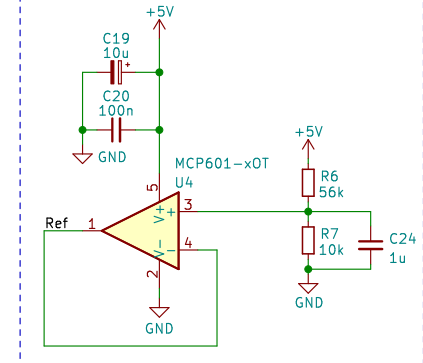 +5V
C19
10u
+
C20
100n
GND
+5V
MCP601-xOT
U4
5
V+
+
3
R6
56k
Ref
1
R7
10k
C24
1u
4
-
V-
2
GND
GND